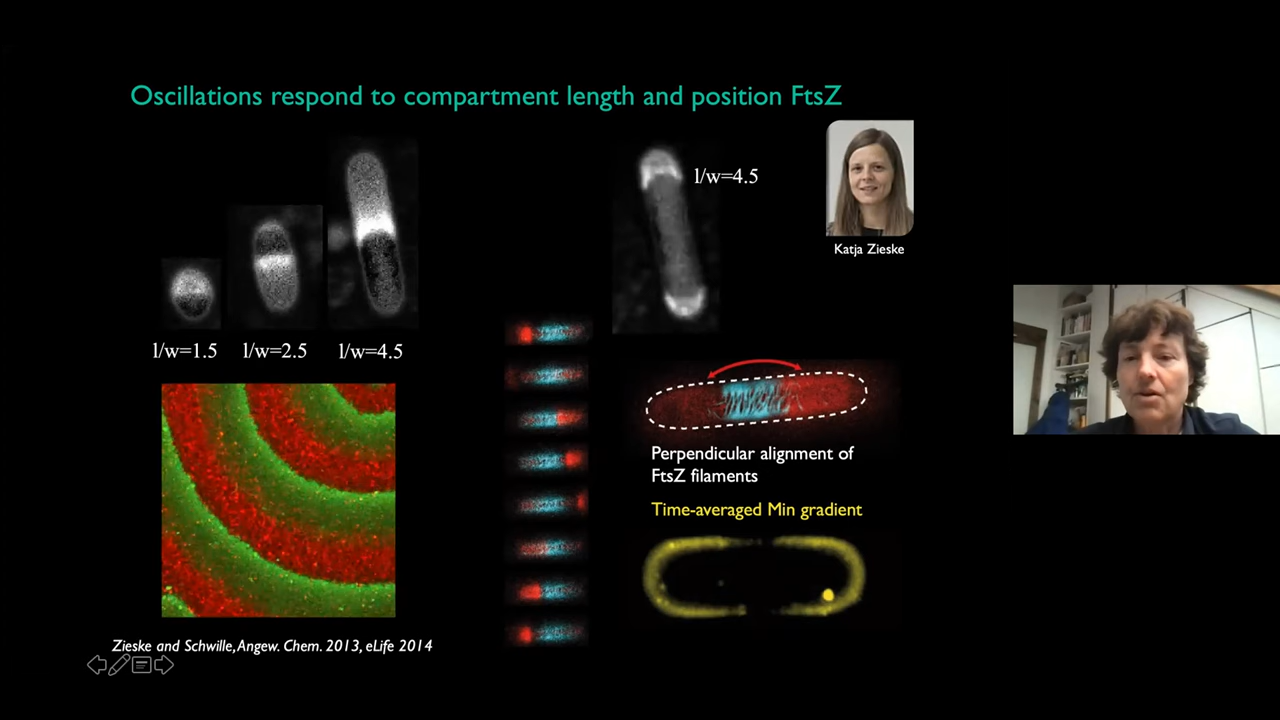 Oscillations respond to compartment length and position FtsZ
l/w=4.5
Katja Zieske
l/w=1.5
l/w=2.5
l/w=4.5
Perpendicular alignment of
FtsZ filaments
Time-averaged Min gradient
Zieske and Schwille, Angew. Chem. 2013, eLife 2014